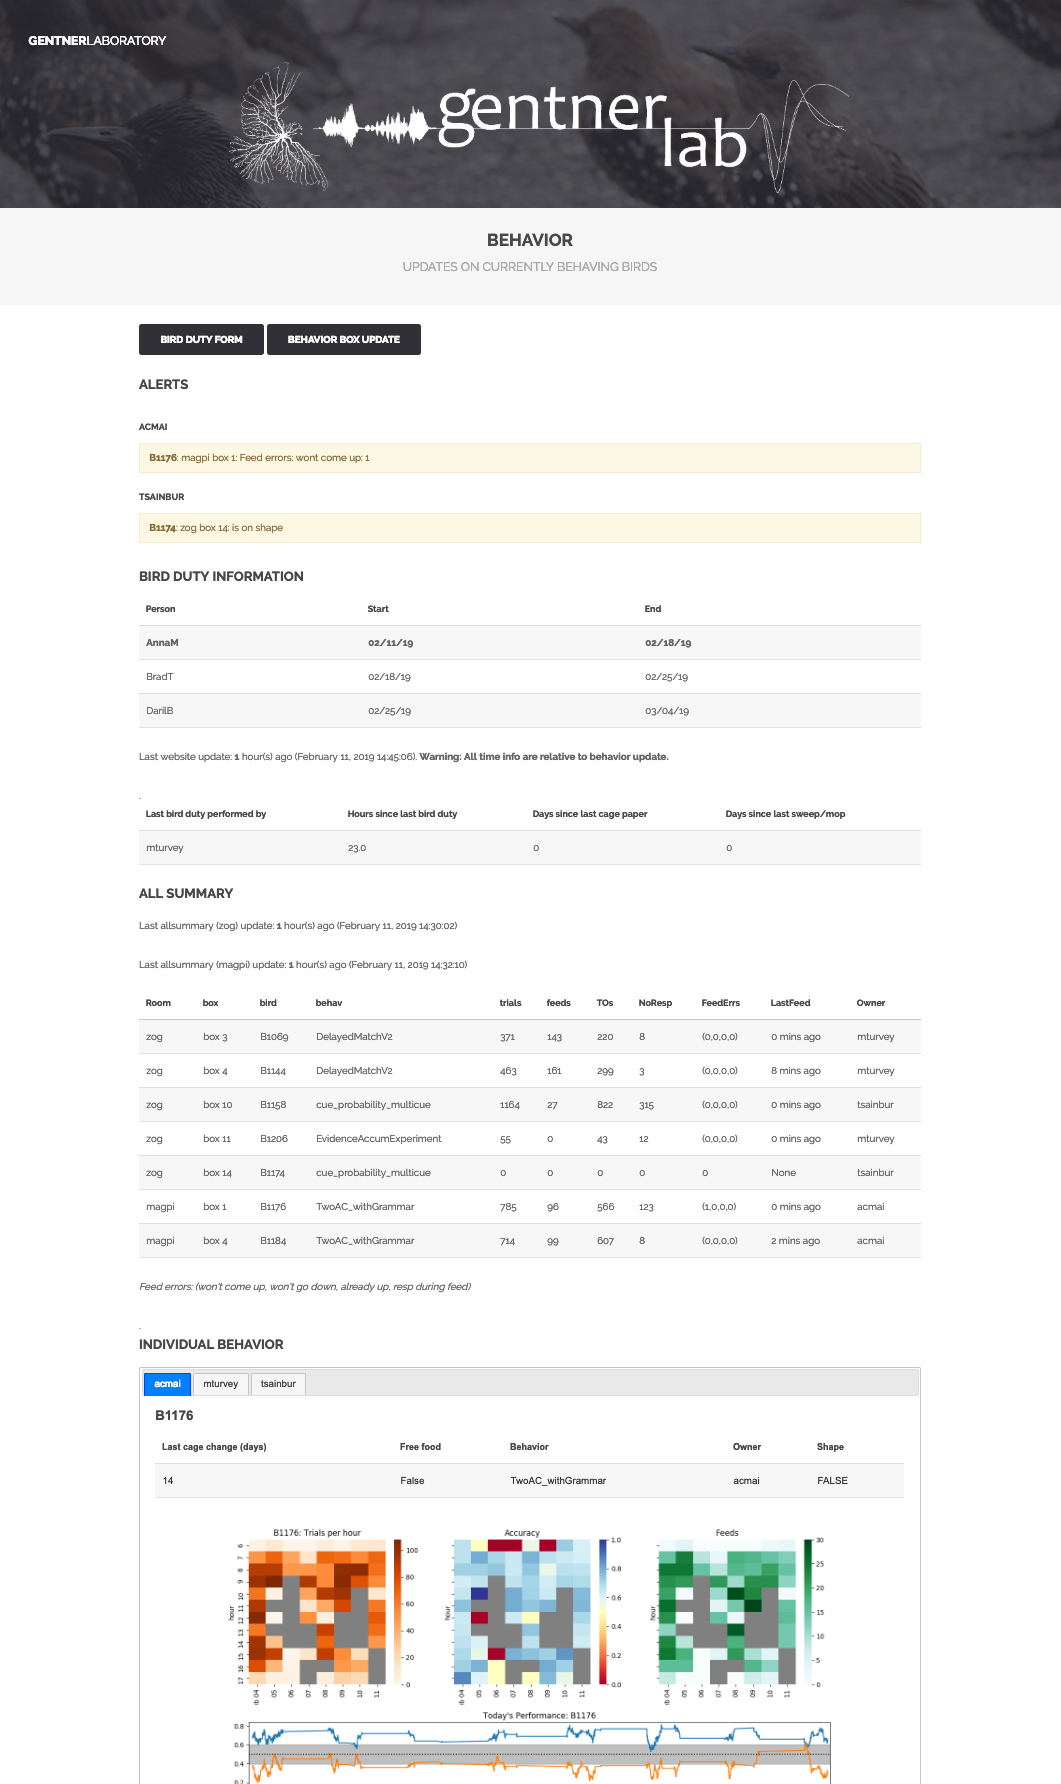 GENTNERLABORATORY
gentner
lab
BEHAVIOR
UPDATES ON CURRENTLY BEHAVING BIRDS
BIRD DUTY FORM BEHAVIOR BOX UPDATE
ALERTS
ACMAI
B1176: magpi box 1: Feed errors: wont come up: 1
TSAINBUR
B1174: zog box 14: is on shape
BIRD DUTY INFORMATION
Person Start End
AnnaM 02/11/19 02/18/19
BradT 02/18/19 02/25/19
DarilB 02/25/19 03/04/19
Last website update: 1 hour(s) ago (February 11, 2019 14:45:06). Warning: All time info are relative to behavior update.
.
Last bird duty performed by Hours since last bird duty Days since last cage paper Days since last sweep/mop
mturvey 23.0 0 0
ALL SUMMARY
Last allsummary (zog) update: 1 hour(s) ago (February 11, 2019 14:30:02)
Last allsummary (magpi) update: 1 hour(s) ago (February 11, 2019 14:32:10)
Room box bird behav trials feeds TOs NoResp FeedErrs LastFeed Owner
zog box 3 B1069 DelayedMatchV2 371 143 220 8 (0,0,0,0) 0 mins ago mturvey
zog box 4 B1144 DelayedMatchV2 463 161 299 3 (0,0,0,0) 8 mins ago mturvey
zog box 10 B1158 cue_probability_multicue 1164 27 822 315 (0,0,0,0) 0 mins ago tsainbur
zog box 11 B1206 EvidenceAccumExperiment 55 0 43 12 (0,0,0,0) 0 mins ago mturvey
zog box 14 B1174 cue_probability_multicue 0 0 0 0 0 None tsainbur
magpi box 1 B1176 TwoAC_withGrammar 785 96 566 123 (1,0,0,0) 0 mins ago acmai
magpi box 4 B1184 TwoAC_withGrammar 714 99 607 8 (0,0,0,0) 2 mins ago acmai
Feed errors: (won't come up, won't go down, already up, resp during feed)
.
INDIVIDUAL BEHAVIOR
acmai mturvey tsainbur
B1176
Last cage change (days) Free food Behavior Owner Shape
14 False TwoAC_withGrammar acmai FALSE
B1176: Trials per hour Accuracy Feeds
hour 6 7 8 9 10 11 12 13 14 15 16 17
100 80 60 40 20 0
rb 04 05 06 07 08 09 10 11
hour
1.0 0.8 0.6 0.4 0.2 0.0
rb 04 05 06 07 08 09 10 11
hour
30 25 20 15 10 5 0
rb 04 05 06 07 08 09 10 11
Today's Performance: B1176
0.8
0.6
0.4
0.2